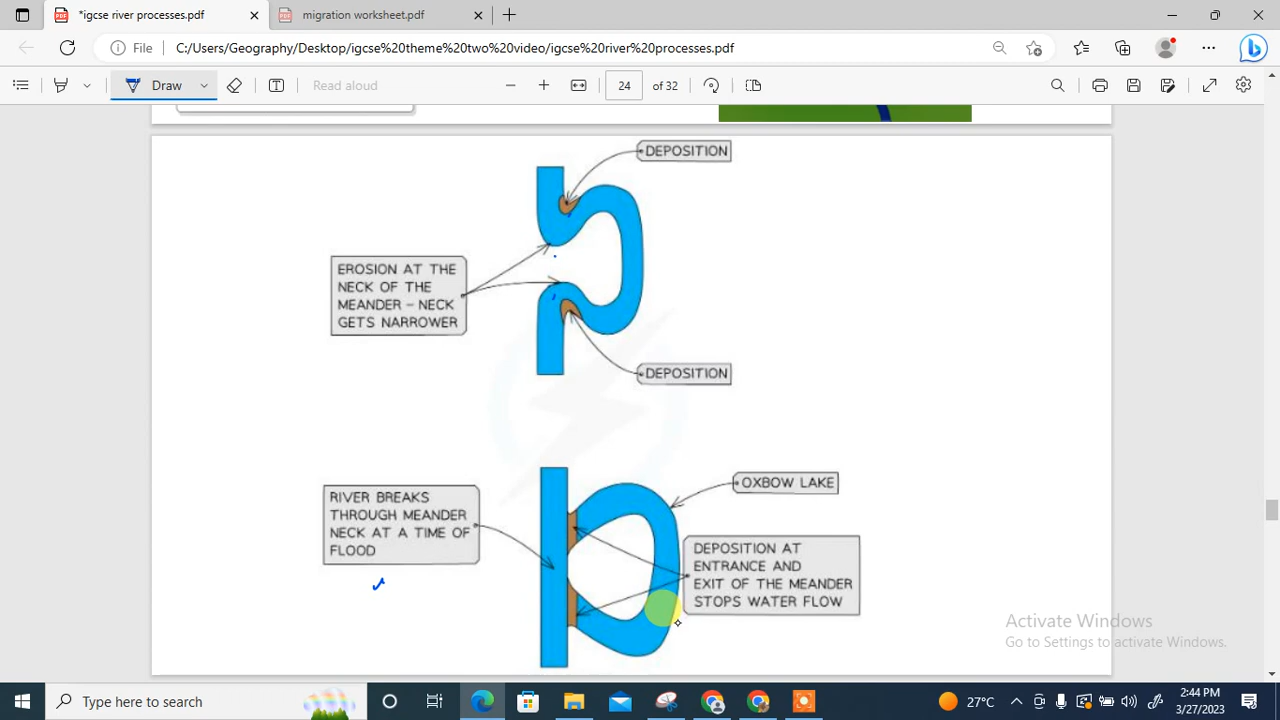 *igcse river processes.pdf
migration worksheet.pdf
File
C:/Users/Geography/Desktop/igcse%20theme%20two%20video/igcse%20river%20processes.pdf
Draw
Read aloud
24
of 32
DEPOSITION
EROSION AT THE
NECK OF THE
MEANDER – NECK
GETS NARROWER
DEPOSITION
OXBOW LAKE
RIVER BREAKS
THROUGH MEANDER
NECK AT A TIME OF
FLOOD
DEPOSITION AT
ENTRANCE AND
EXIT OF THE MEANDER
STOPS WATER FLOW
Activate Windows
Go to Settings to activate Windows.
Type here to search
27°C
2:44 PM
3/27/2023